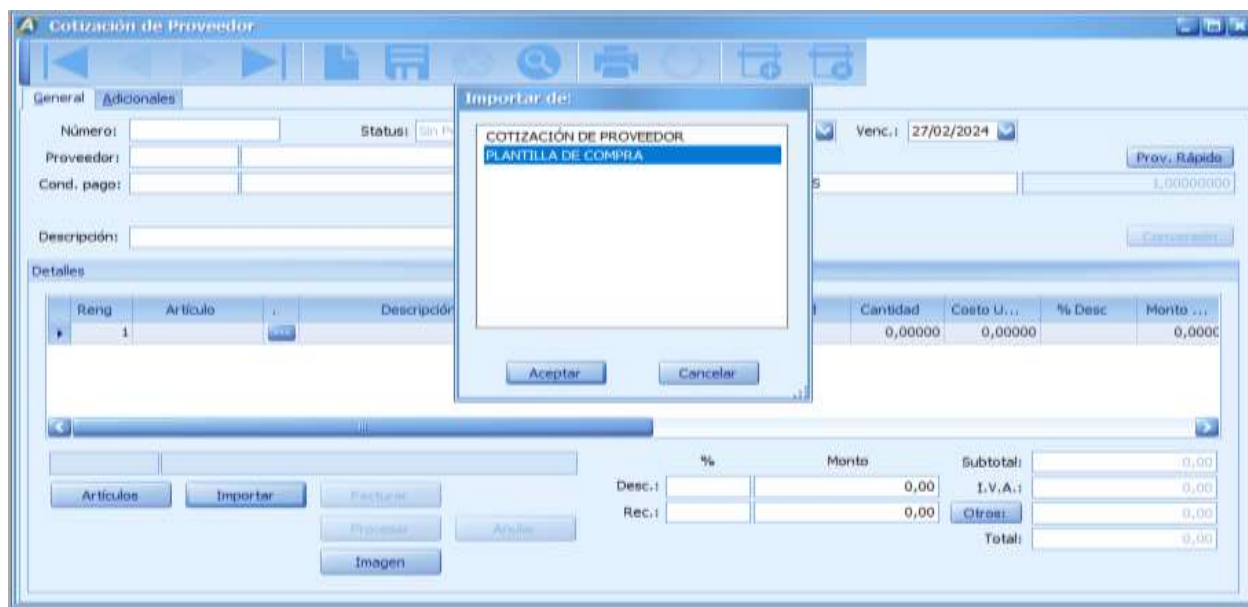 Cotización de Proveedor
General Adicionales
Importar de:
COTIZACIÓN DE PROVEEDOR
PLANTILLA DE COMPRA
Aceptar Cancelar
Número: Status: Sin Venc.: 27/02/2024
Proveedor: Prov. Rápido
Cond. pago: S 1,00000000
Descripción:
Detalles
Reng Artículo . Descripción Cantidad Costo U... % Desc Monto ...
1 ... 0,00000 0,00000 0,0000
% Monto Subtotal: 0,00
Artículos Importar Facturar Desc.: 0,00 I.V.A.: 0,00
Procesar Anular Rec.: 0,00 Otros: 0,00
Imagen Total: 0,00